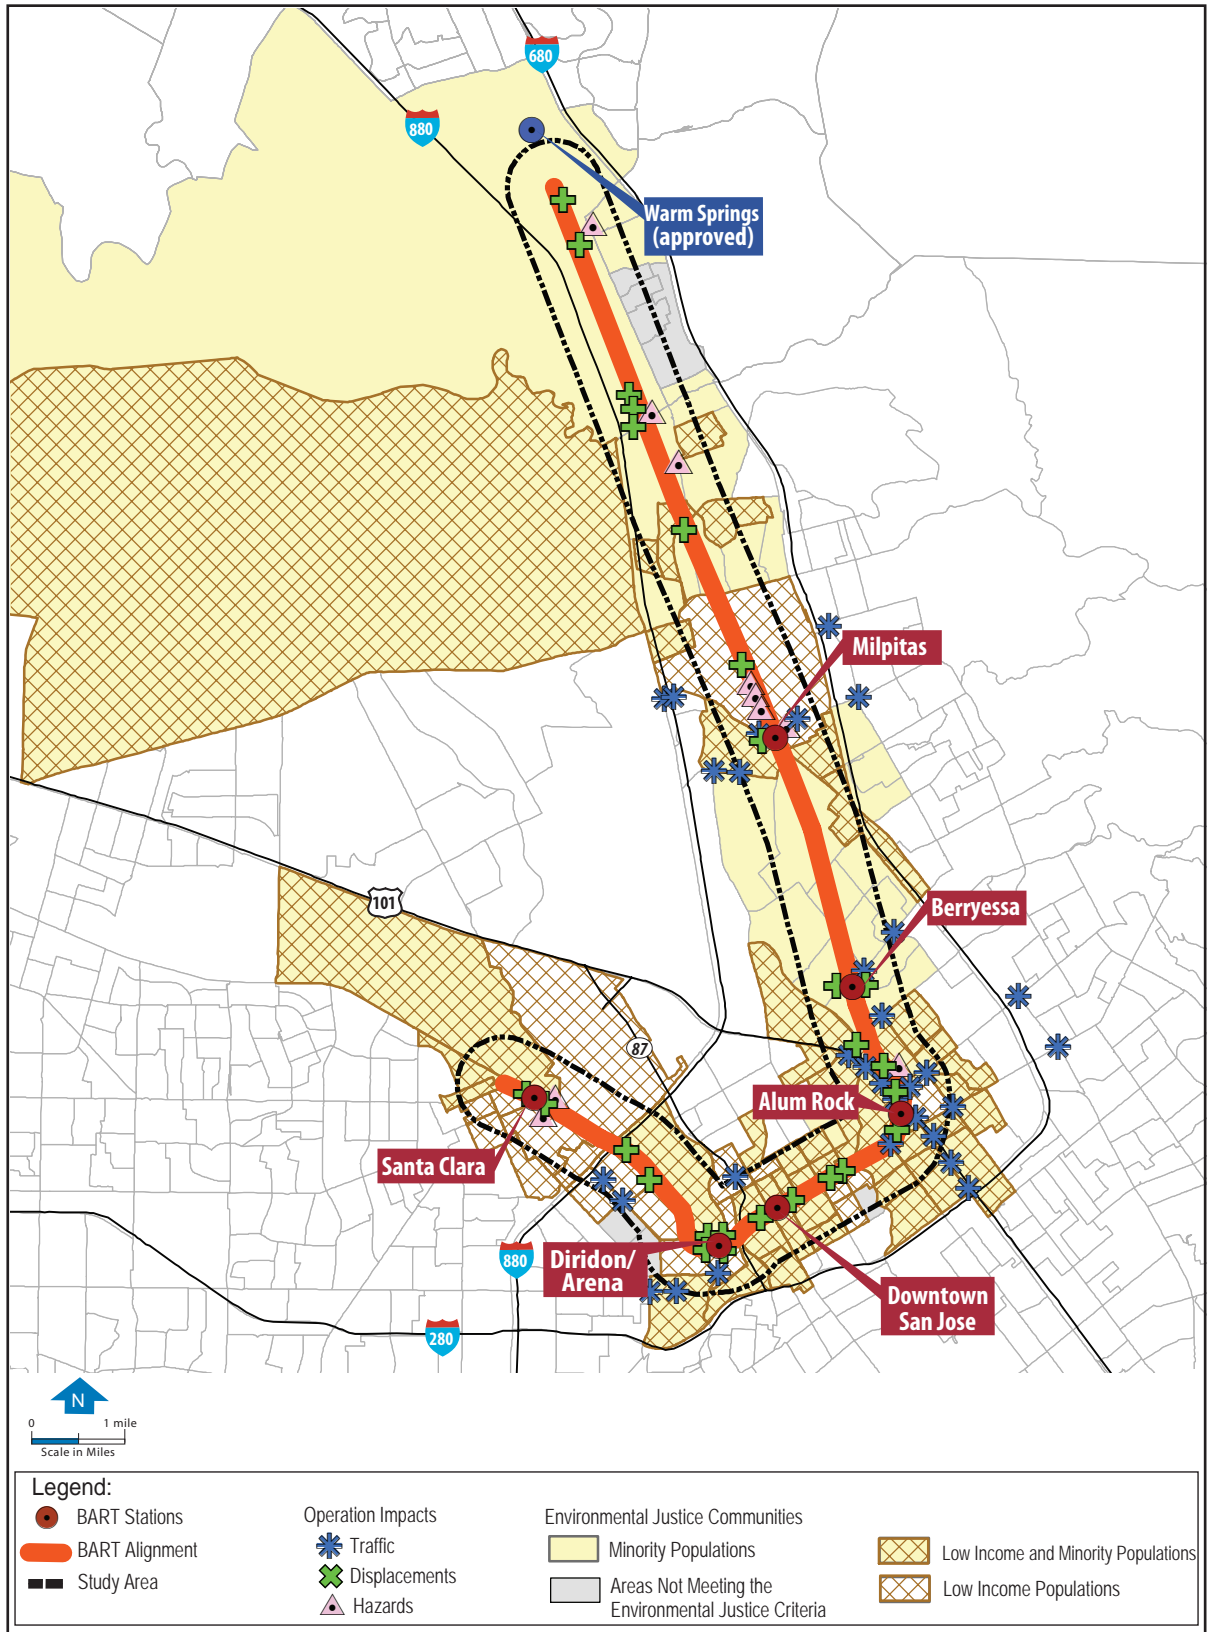 680
880
Warm Springs
(approved)
Milpitas
Berryessa
101
87
Alum Rock
Santa Clara
Diridon/
Arena
880
Downtown
San Jose
280
N
0 1 mile
Scale in Miles
Legend:
BART Stations
BART Alignment
Study Area
Operation Impacts
Traffic
Displacements
Hazards
Environmental Justice Communities
Minority Populations
Areas Not Meeting the
Environmental Justice Criteria
Low Income and Minority Populations
Low Income Populations